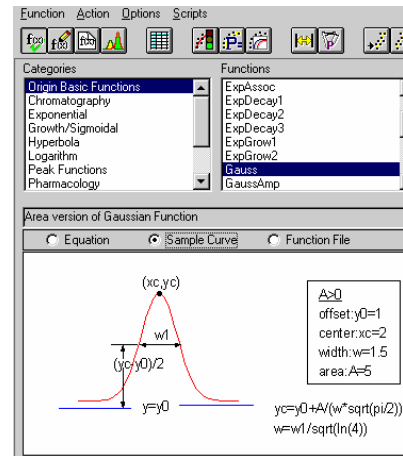 Function Action Options Scripts
Categories
Origin Basic Functions
Chromatography
Exponential
Growth/Sigmoidal
Hyperbola
Logarithm
Peak Functions
Pharmacology
Functions
ExpAssoc
ExpDecay1
ExpDecay2
ExpDecay3
ExpGrow1
ExpGrow2
Gauss
GaussAmp
Area version of Gaussian Function
Equation Sample Curve Function File
(xc,yc)
w1
(yc-y0)/2
y=y0
A>0
offset:y0=1
center:xc=2
width:w=1.5
area:A=5
yc=y0+A/(w*sqrt(pi/2))
w=w1/sqrt(ln(4))